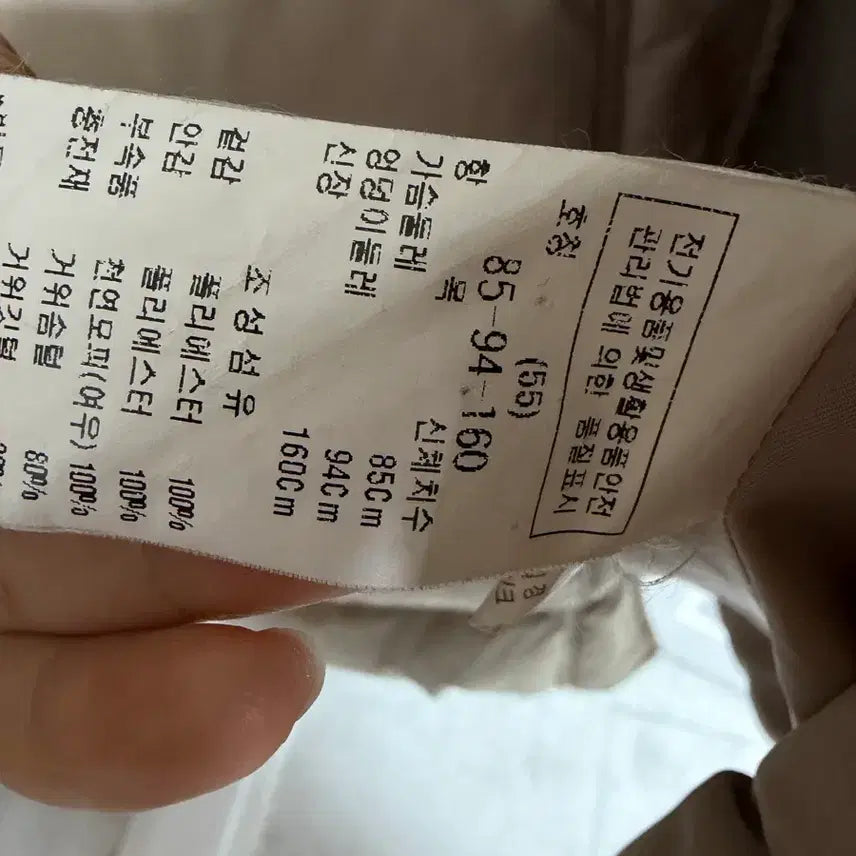 전기용품및생활용품안전
관리법에 의한 품질표시
호칭 (55)
85-94-160
항 목 신체치수
가슴둘레 85cm
엉덩이둘레 94cm
신장 160cm
조성섬유
겉감 폴리에스터 100%
안감 폴리에스터 100%
부속품 천연모피(여우) 100%
충전재 거위솜털 80%